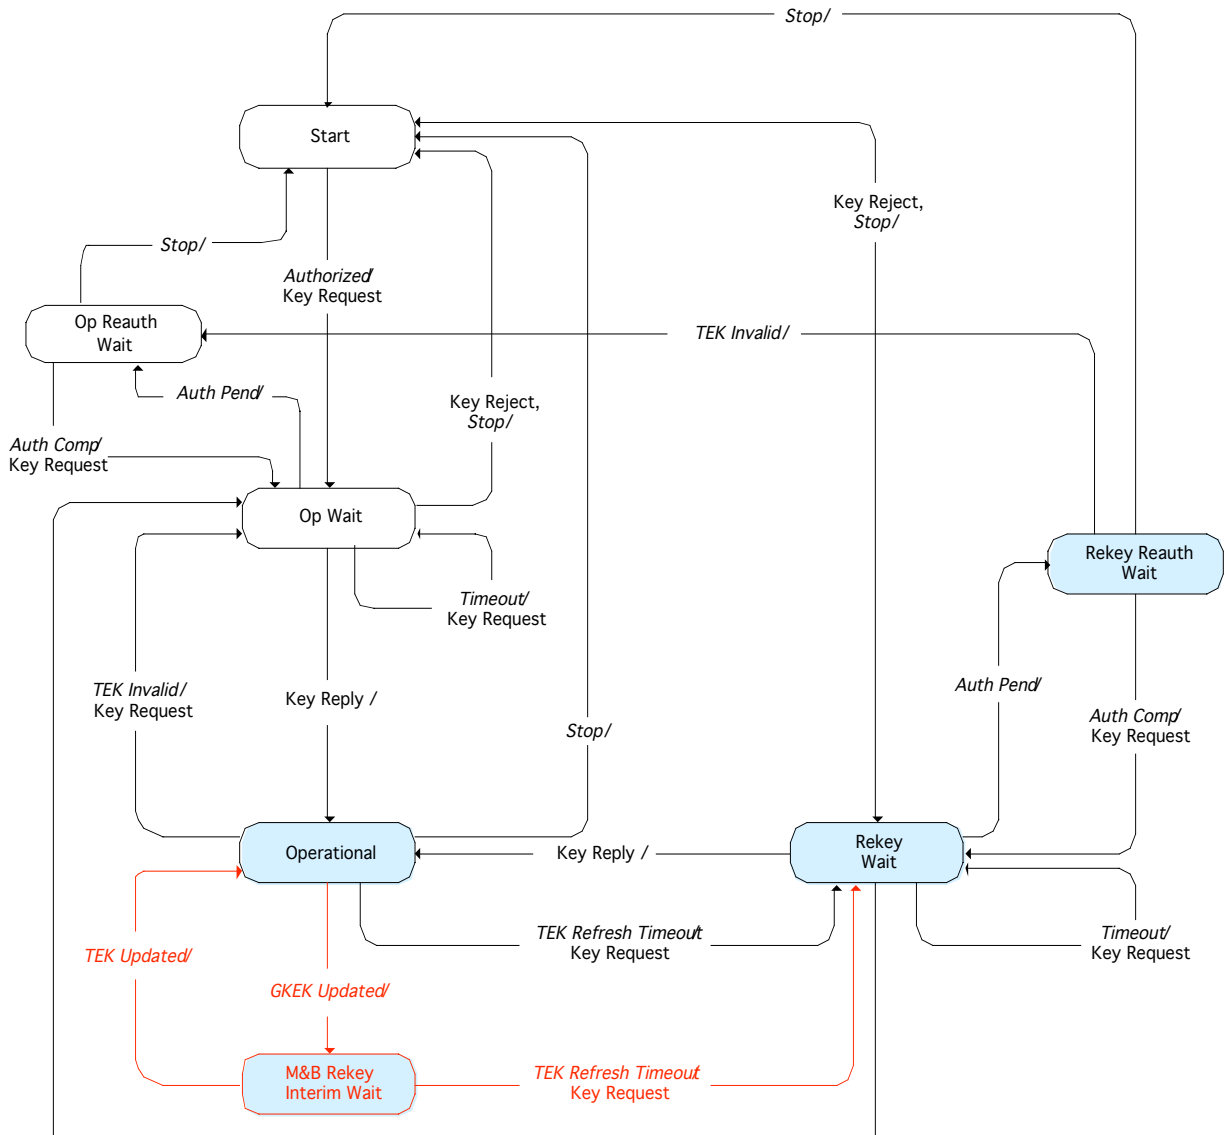 Stop/
Start
Key Reject,
Stop/
Stop/
Authorized/
Key Request
Op Reauth
Wait
TEK Invalid/
Auth Pend/
Key Reject,
Stop/
Auth Comp/
Key Request
Op Wait
Rekey Reauth
Wait
Timeout/
Key Request
TEK Invalid/
Key Request
Key Reply /
Auth Pend/
Stop/
Auth Comp/
Key Request
Operational
Key Reply /
Rekey
Wait
TEK Updated/
TEK Refresh Timeout/
Key Request
Timeout/
Key Request
GKEK Updated/
M&B Rekey
Interim Wait
TEK Refresh Timeout/
Key Request